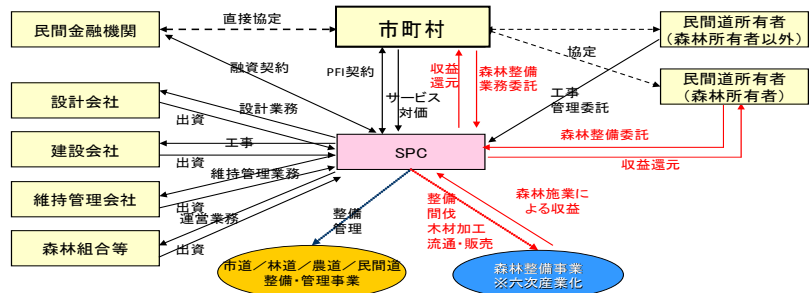 民間金融機関
直接協定
市町村
民間道所有者
(森林所有者以外)
協定
融資契約
PFI契約
サービス
対価
収益
還元
森林整備
業務委託
工事
管理委託
民間道所有者
(森林所有者)
設計会社
設計業務
出資
建設会社
工事
出資
SPC
森林整備委託
収益還元
維持管理会社
維持管理業務
出資
運営業務
森林組合等
出資
整備
管理
整備
間伐
木材加工
流通・販売
森林施業に
よる収益
市道/林道/農道/民間道
整備・管理事業
森林整備事業
※六次産業化